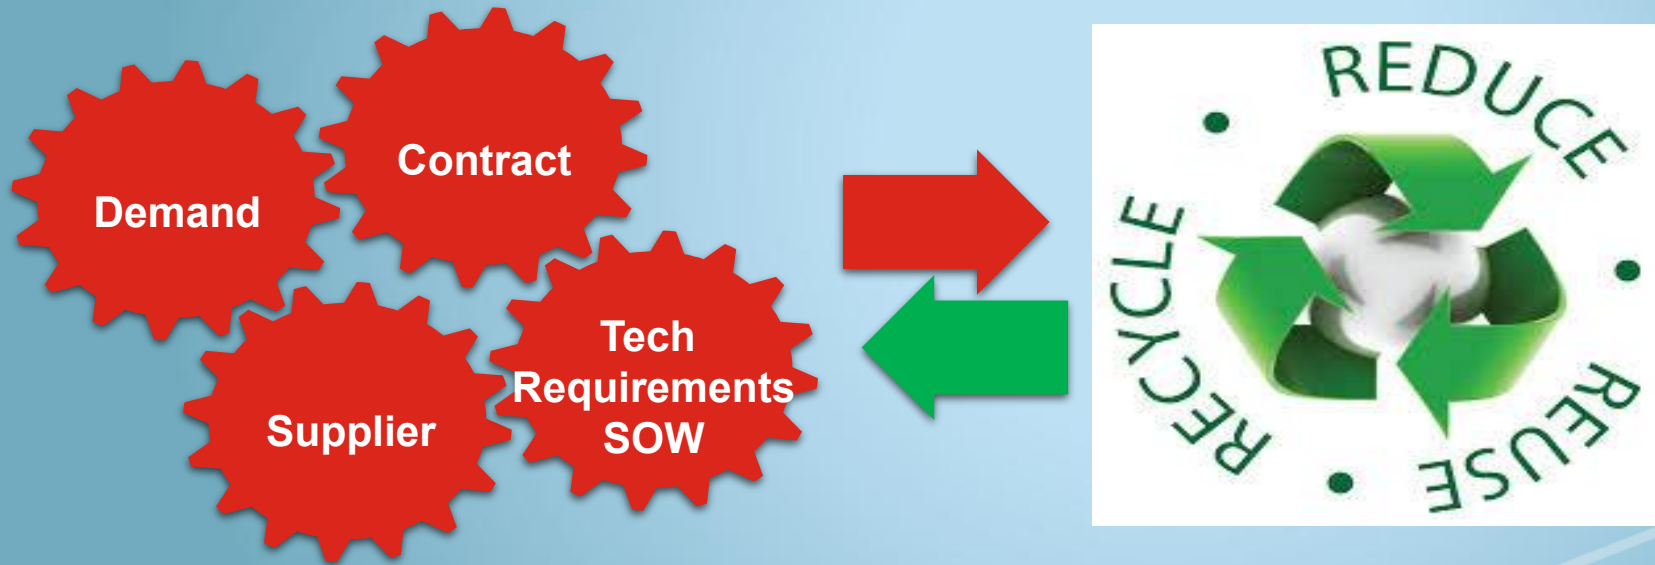 Demand
Contract
Supplier
Tech
Requirements
SOW
REDUCE
REUSE
RECYCLE